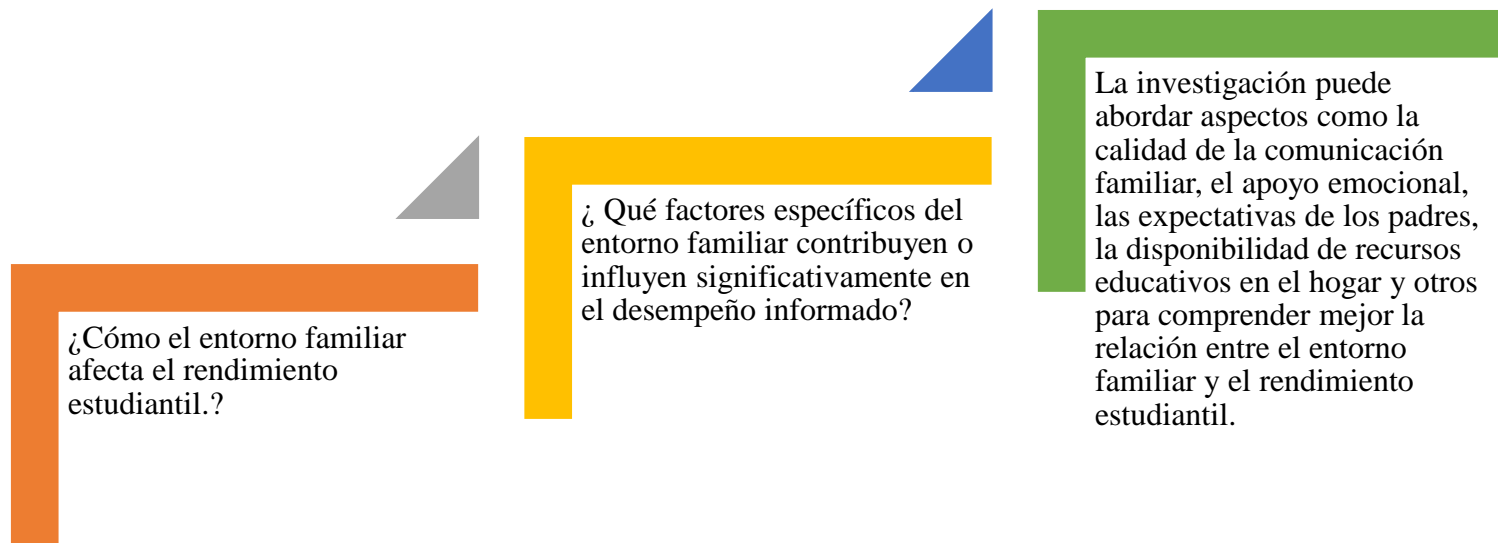 ¿Cómo el entorno familiar
afecta el rendimiento
estudiantil.?
¿ Qué factores específicos del
entorno familiar contribuyen o
influyen significativamente en
el desempeño informado?
La investigación puede
abordar aspectos como la
calidad de la comunicación
familiar, el apoyo emocional,
las expectativas de los padres,
la disponibilidad de recursos
educativos en el hogar y otros
para comprender mejor la
relación entre el entorno
familiar y el rendimiento
estudiantil.